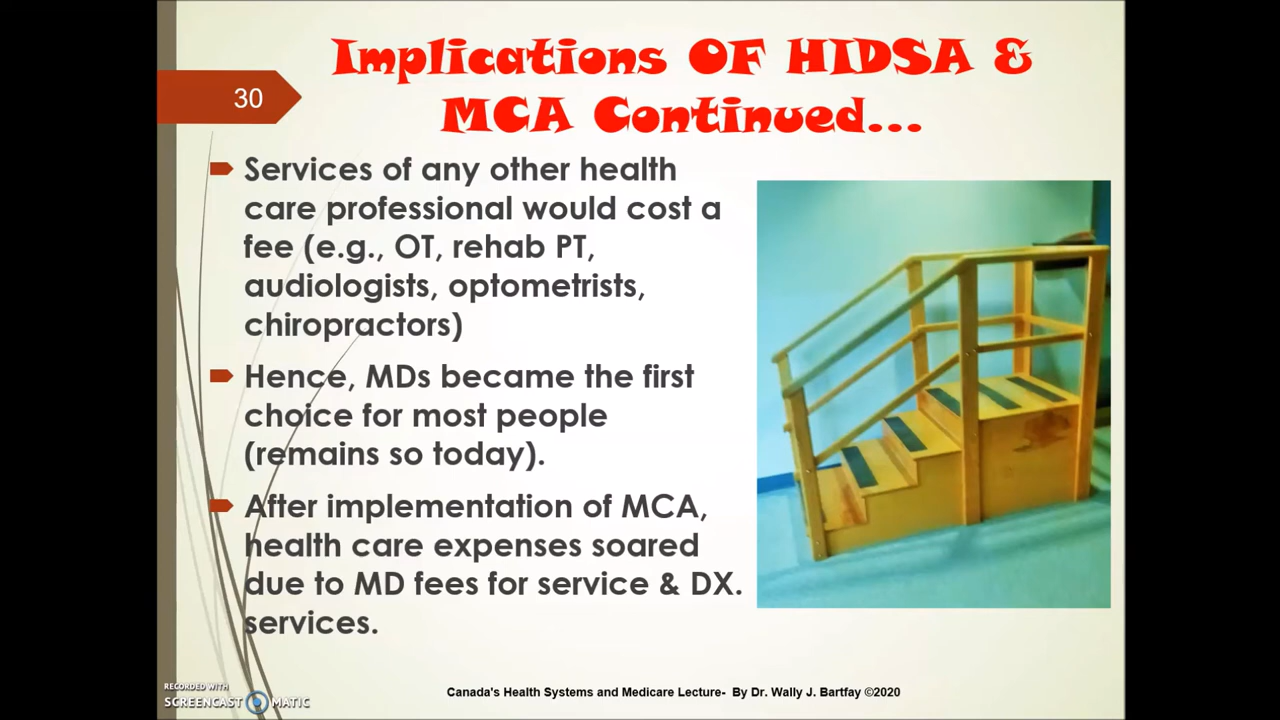 Implications OF HIDSA &
MCA Continued...
30
Services of any other health
care professional would cost a
fee (e.g., OT, rehab PT,
audiologists, optometrists,
chiropractors)
Hence, MDs became the first
choice for most people
(remains so today).
After implementation of MCA,
health care expenses soared
due to MD fees for service & DX.
services.
Canada's Health Systems and Medicare Lecture- By Dr. Wally J. Bartfay ©2020
RECORDED WITH
SCREENCAST MATIC